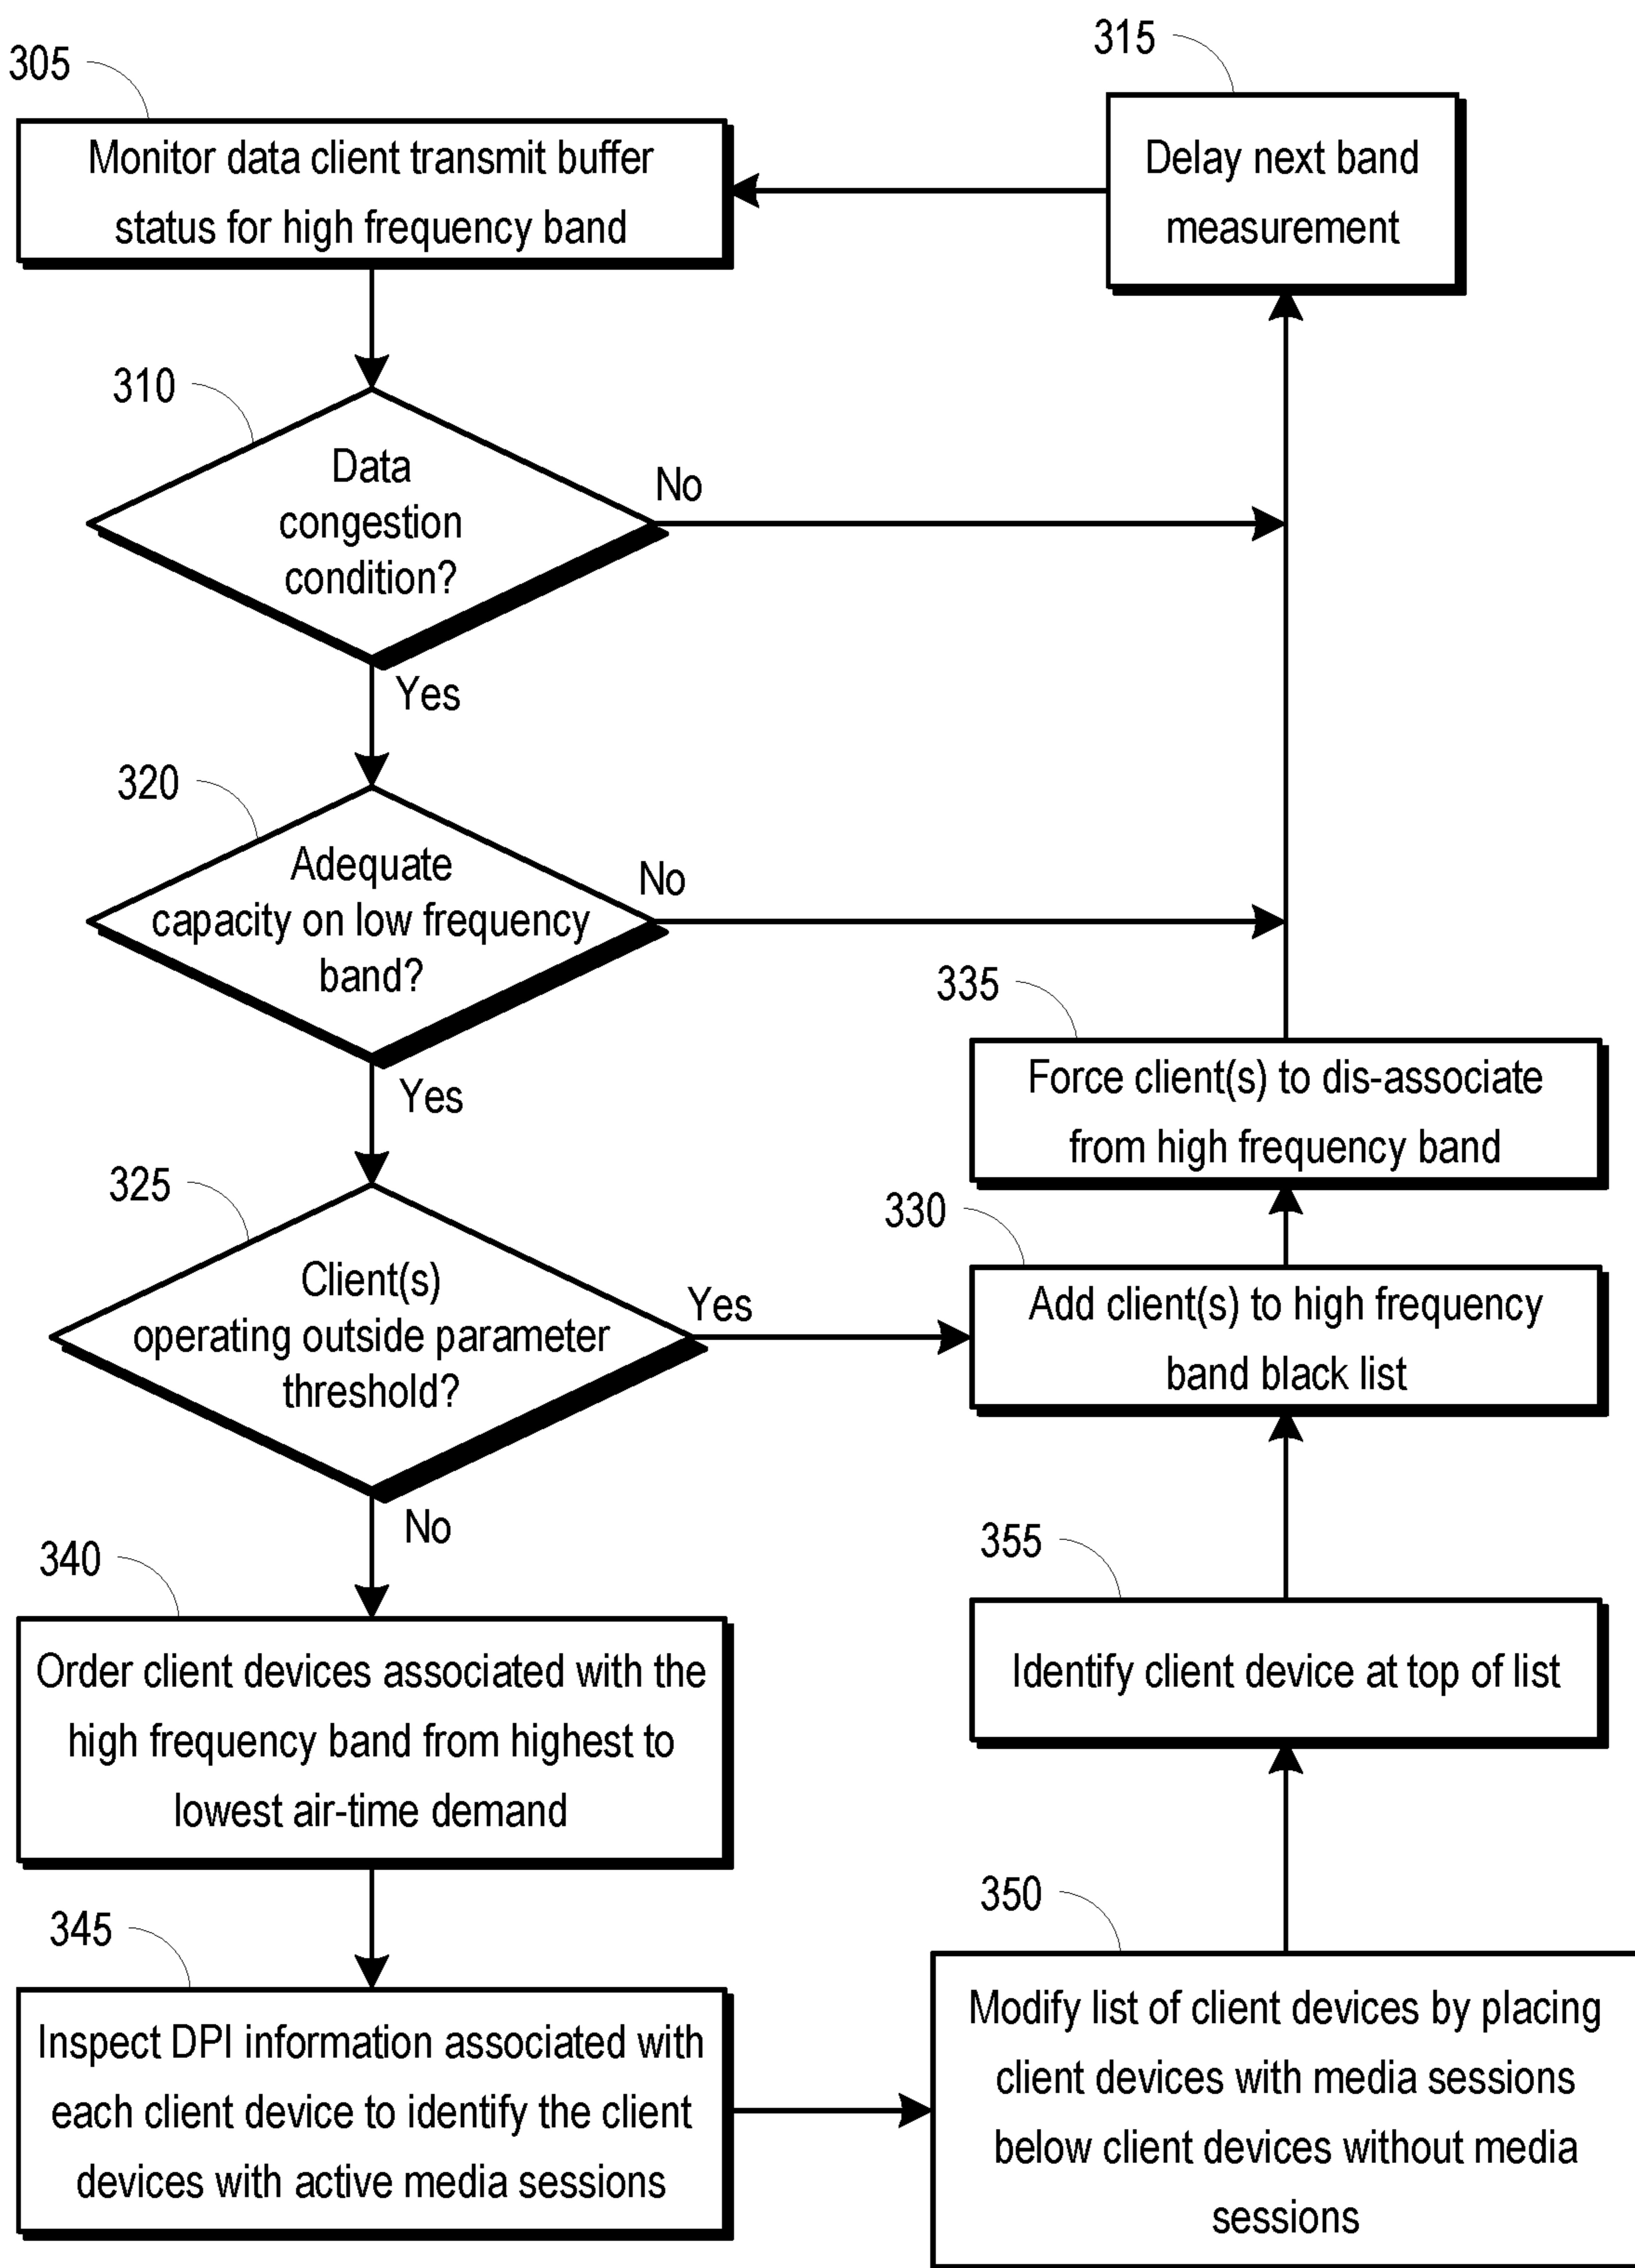 305
Monitor data client transmit buffer
status for high frequency band
315
Delay next band
measurement
310
Data
congestion
condition?
No
Yes
320
Adequate
capacity on low frequency
band?
No
Yes
335
Force client(s) to dis-associate
from high frequency band
325
Client(s)
operating outside parameter
threshold?
Yes
No
330
Add client(s) to high frequency
band black list
340
Order client devices associated with the
high frequency band from highest to
lowest air-time demand
355
Identify client device at top of list
345
Inspect DPI information associated with
each client device to identify the client
devices with active media sessions
350
Modify list of client devices by placing
client devices with media sessions
below client devices without media
sessions